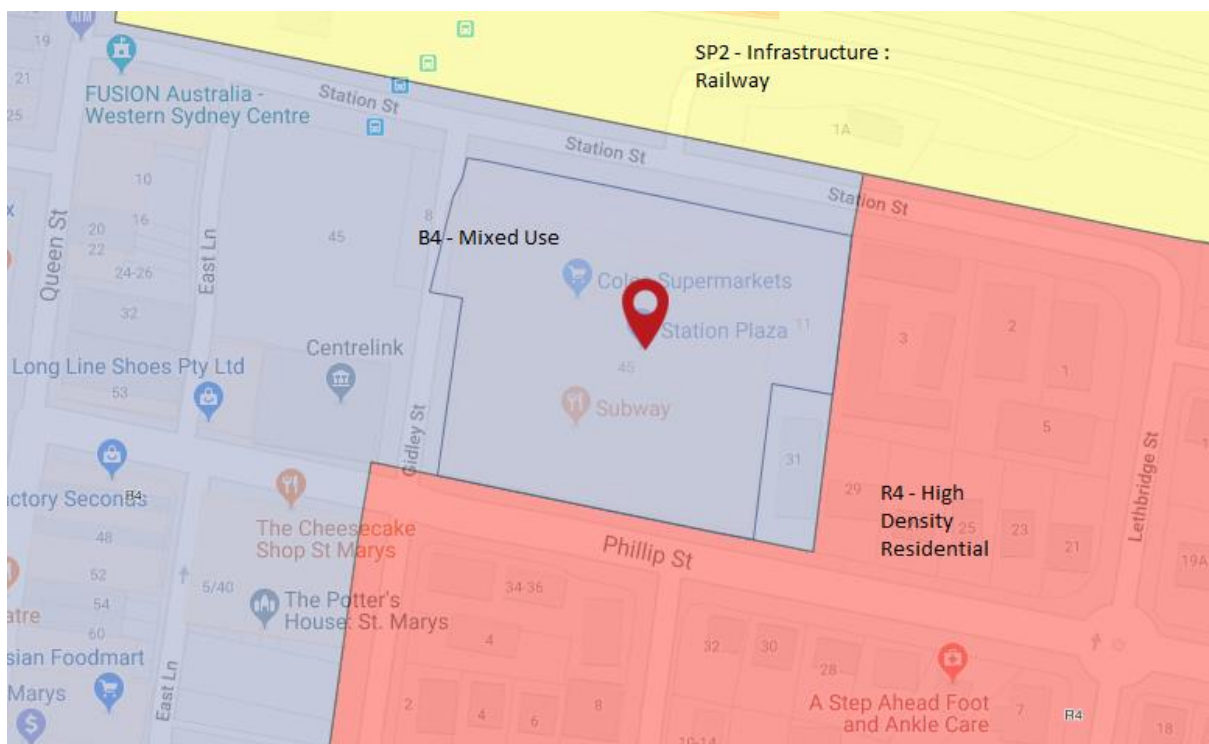 ATM
19
21
25
FUSION Australia -
Western Sydney Centre
Station St
SP2 - Infrastructure :
Railway
1A
Station St
Station St
10
16
20
22
24-26
32
Queen St
East Ln
45
8
B4 - Mixed Use
Coles Supermarkets
Station Plaza
11
45
Subway
3
2
1
5
Long Line Shoes Pty Ltd
53
Centrelink
Gidley St
31
29
R4 - High
Density
Residential
25
23
21
Lethbridge St
19A
actory Seconds
B4
48
52
54
60
The Cheesecake
Shop St Marys
5/40
The Potter's
House: St. Marys
Phillip St
34-36
4
32
30
28
atre
sian Foodmart
Marys
East Ln
2
4
6
8
10-14
A Step Ahead Foot
and Ankle Care
7
R4
18